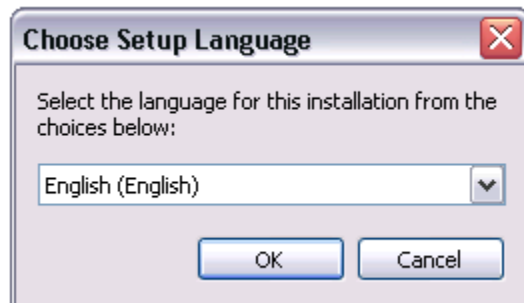 Choose Setup Language
Select the language for this installation from the
choices below:
English (English)
OK
Cancel